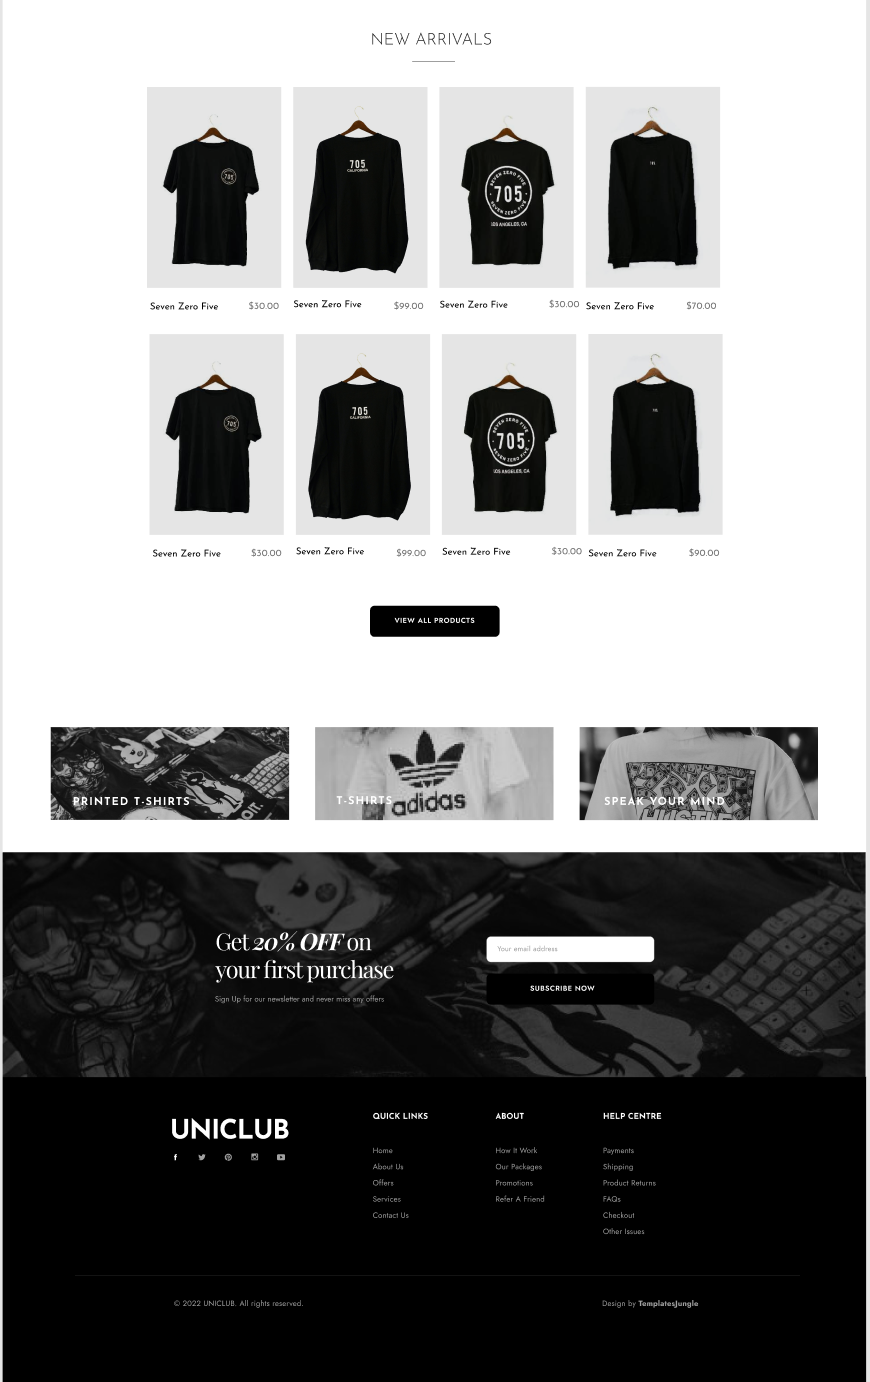 NEW ARRIVALS
705
705
CALIFORNIA
SEVEN ZERO FIVE
705
SEVEN ZERO FIVE
LOS ANGELES, CA
705
Seven Zero Five $30.00
Seven Zero Five $99.00
Seven Zero Five $30.00
Seven Zero Five $70.00
705
705
CALIFORNIA
SEVEN ZERO FIVE
705
SEVEN ZERO FIVE
LOS ANGELES, CA
Seven Zero Five $30.00
Seven Zero Five $99.00
Seven Zero Five $30.00
Seven Zero Five $90.00
VIEW ALL PRODUCTS
PRINTED T-SHIRTS
T-SHIRTS
adidas
SPEAK YOUR MIND
HUSTLE
Get 20% OFF on
your first purchase
Sign Up for our newsletter and never miss any offers
Your email address
SUBSCRIBE NOW
UNICLUB
QUICK LINKS
Home
About Us
Offers
Services
Contact Us
ABOUT
How It Work
Our Packages
Promotions
Refer A Friend
HELP CENTRE
Payments
Shipping
Product Returns
FAQs
Checkout
Other Issues
© 2022 UNICLUB. All rights reserved.
Design by TemplatesJungle